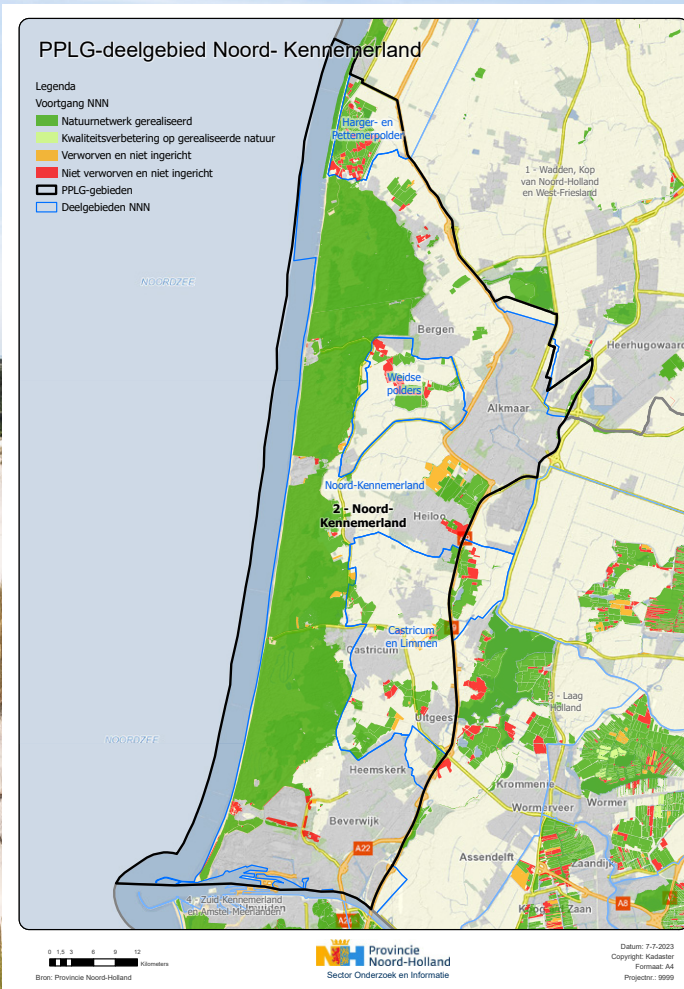 PPLG-deelgebied Noord- Kennemerland
Legenda
Voortgang NNN
Natuurnetwerk gerealiseerd
Kwaliteitsverbetering op gerealiseerde natuur
Verworven en niet ingericht
Niet verworven en niet ingericht
PPLG-gebieden
Deelgebieden NNN
Harger- en
Pettemerpolder
1 - Wadden, Kop
van Noord-Holland
en West-Friesland
NOORDZEE
Bergen
Heerhugowaard
Weidse
polders
Alkmaar
Noord-Kennemerland
2 - Noord-
Kennemerland
Heiloo
Castricum
en Limmen
Castricum
3 - Laag
Holland
Uitgeest
NOORDZEE
Heemskerk
Krommenie
Wormerveer
Wormer
Beverwijk
A22
Assendelft
Zaandijk
4 - Zuid-Kennemerland
en Amstel-Meerlanden
A8
0 1,5 3 6 9 12
Kilometers
Bron: Provincie Noord-Holland
Provincie
Noord-Holland
Sector Onderzoek en Informatie
Datum: 7-7-2023
Copyright: Kadaster
Formaat: A4
Projectnr.: 9999